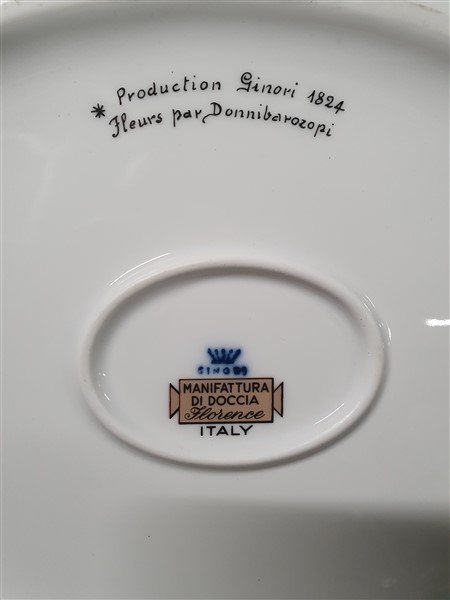 Production Ginori 1824
* Fleurs par Donnibarozopi
GINORI
MANIFATTURA
DI DOCCIA
Florence
ITALY